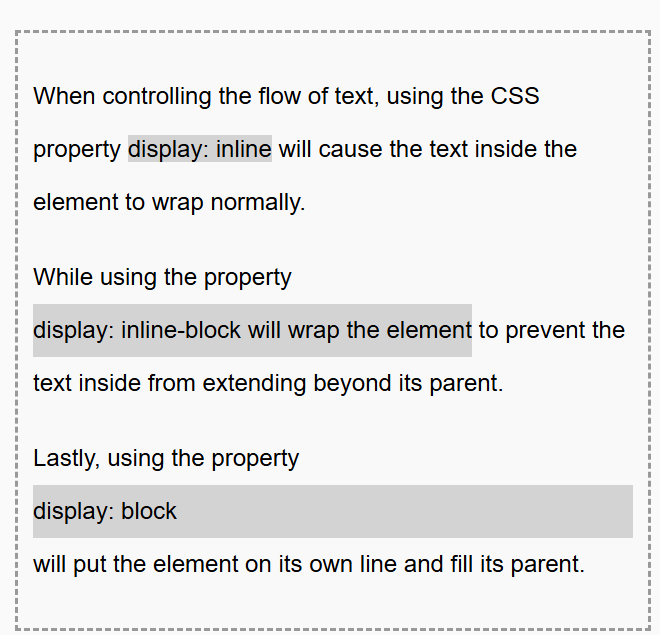 When controlling the flow of text, using the CSS
property display: inline will cause the text inside the
element to wrap normally.
While using the property
display: inline-block will wrap the element to prevent the
text inside from extending beyond its parent.
Lastly, using the property
display: block
will put the element on its own line and fill its parent.